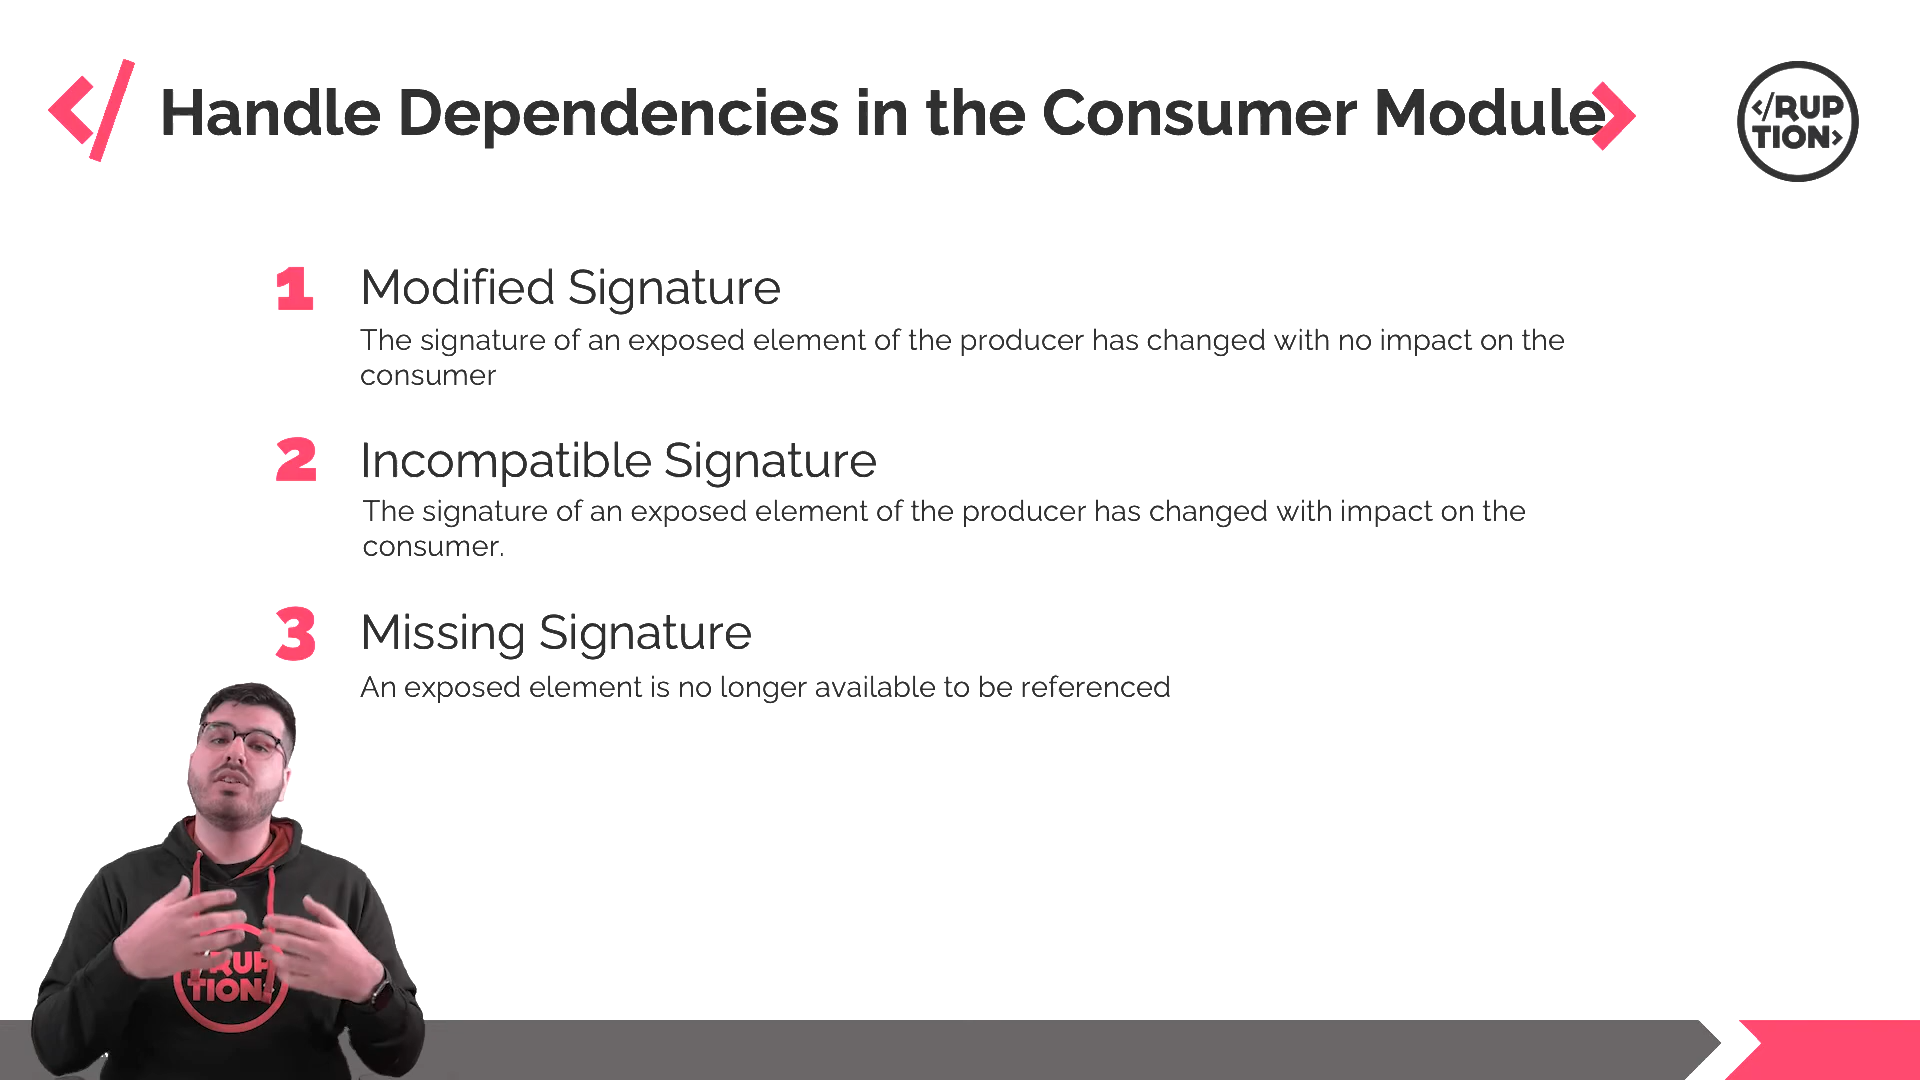 Handle Dependencies in the Consumer Module
</RUP
TION>
1 Modified Signature
The signature of an exposed element of the producer has changed with no impact on the
consumer
2 Incompatible Signature
The signature of an exposed element of the producer has changed with impact on the
consumer.
3 Missing Signature
An exposed element is no longer available to be referenced
RUP
TION